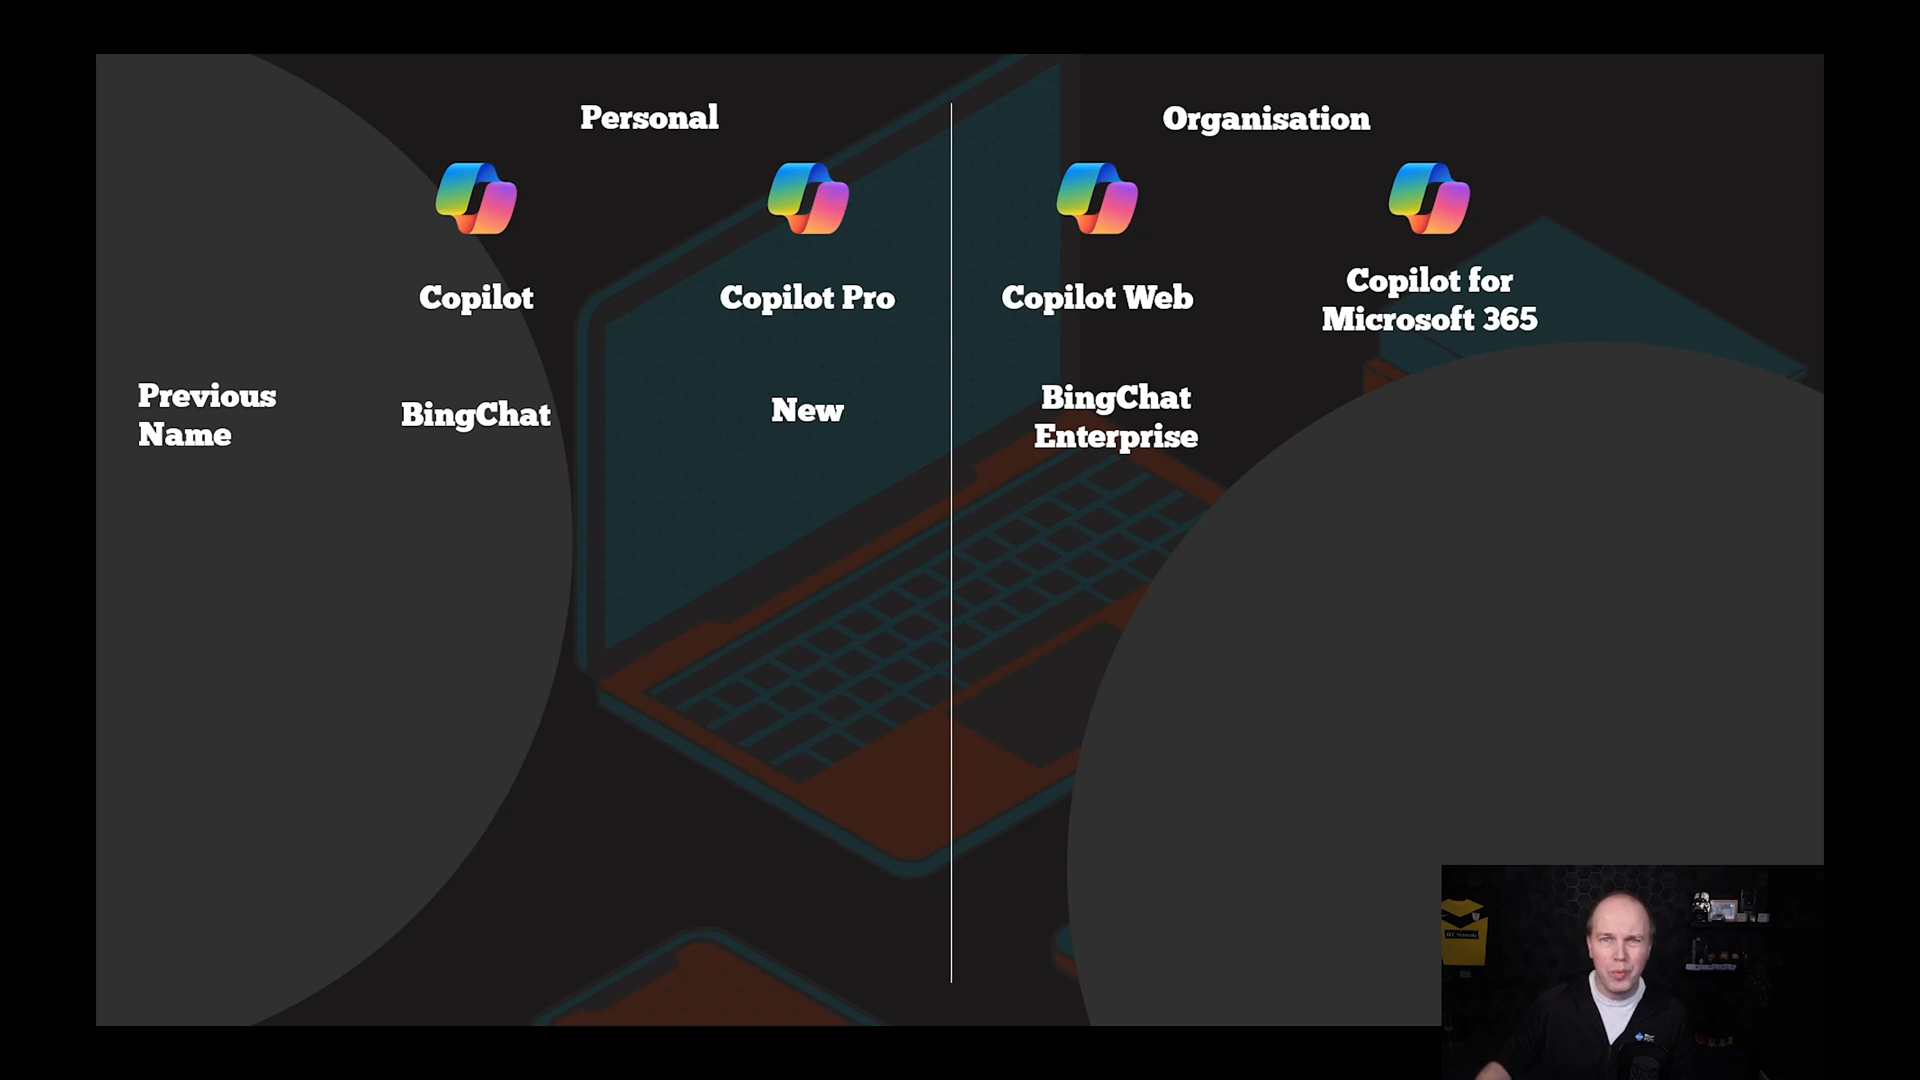 Personal
Organisation
Copilot
Copilot Pro
Copilot Web
Copilot for
Microsoft 365
Previous
Name
BingChat
New
BingChat
Enterprise